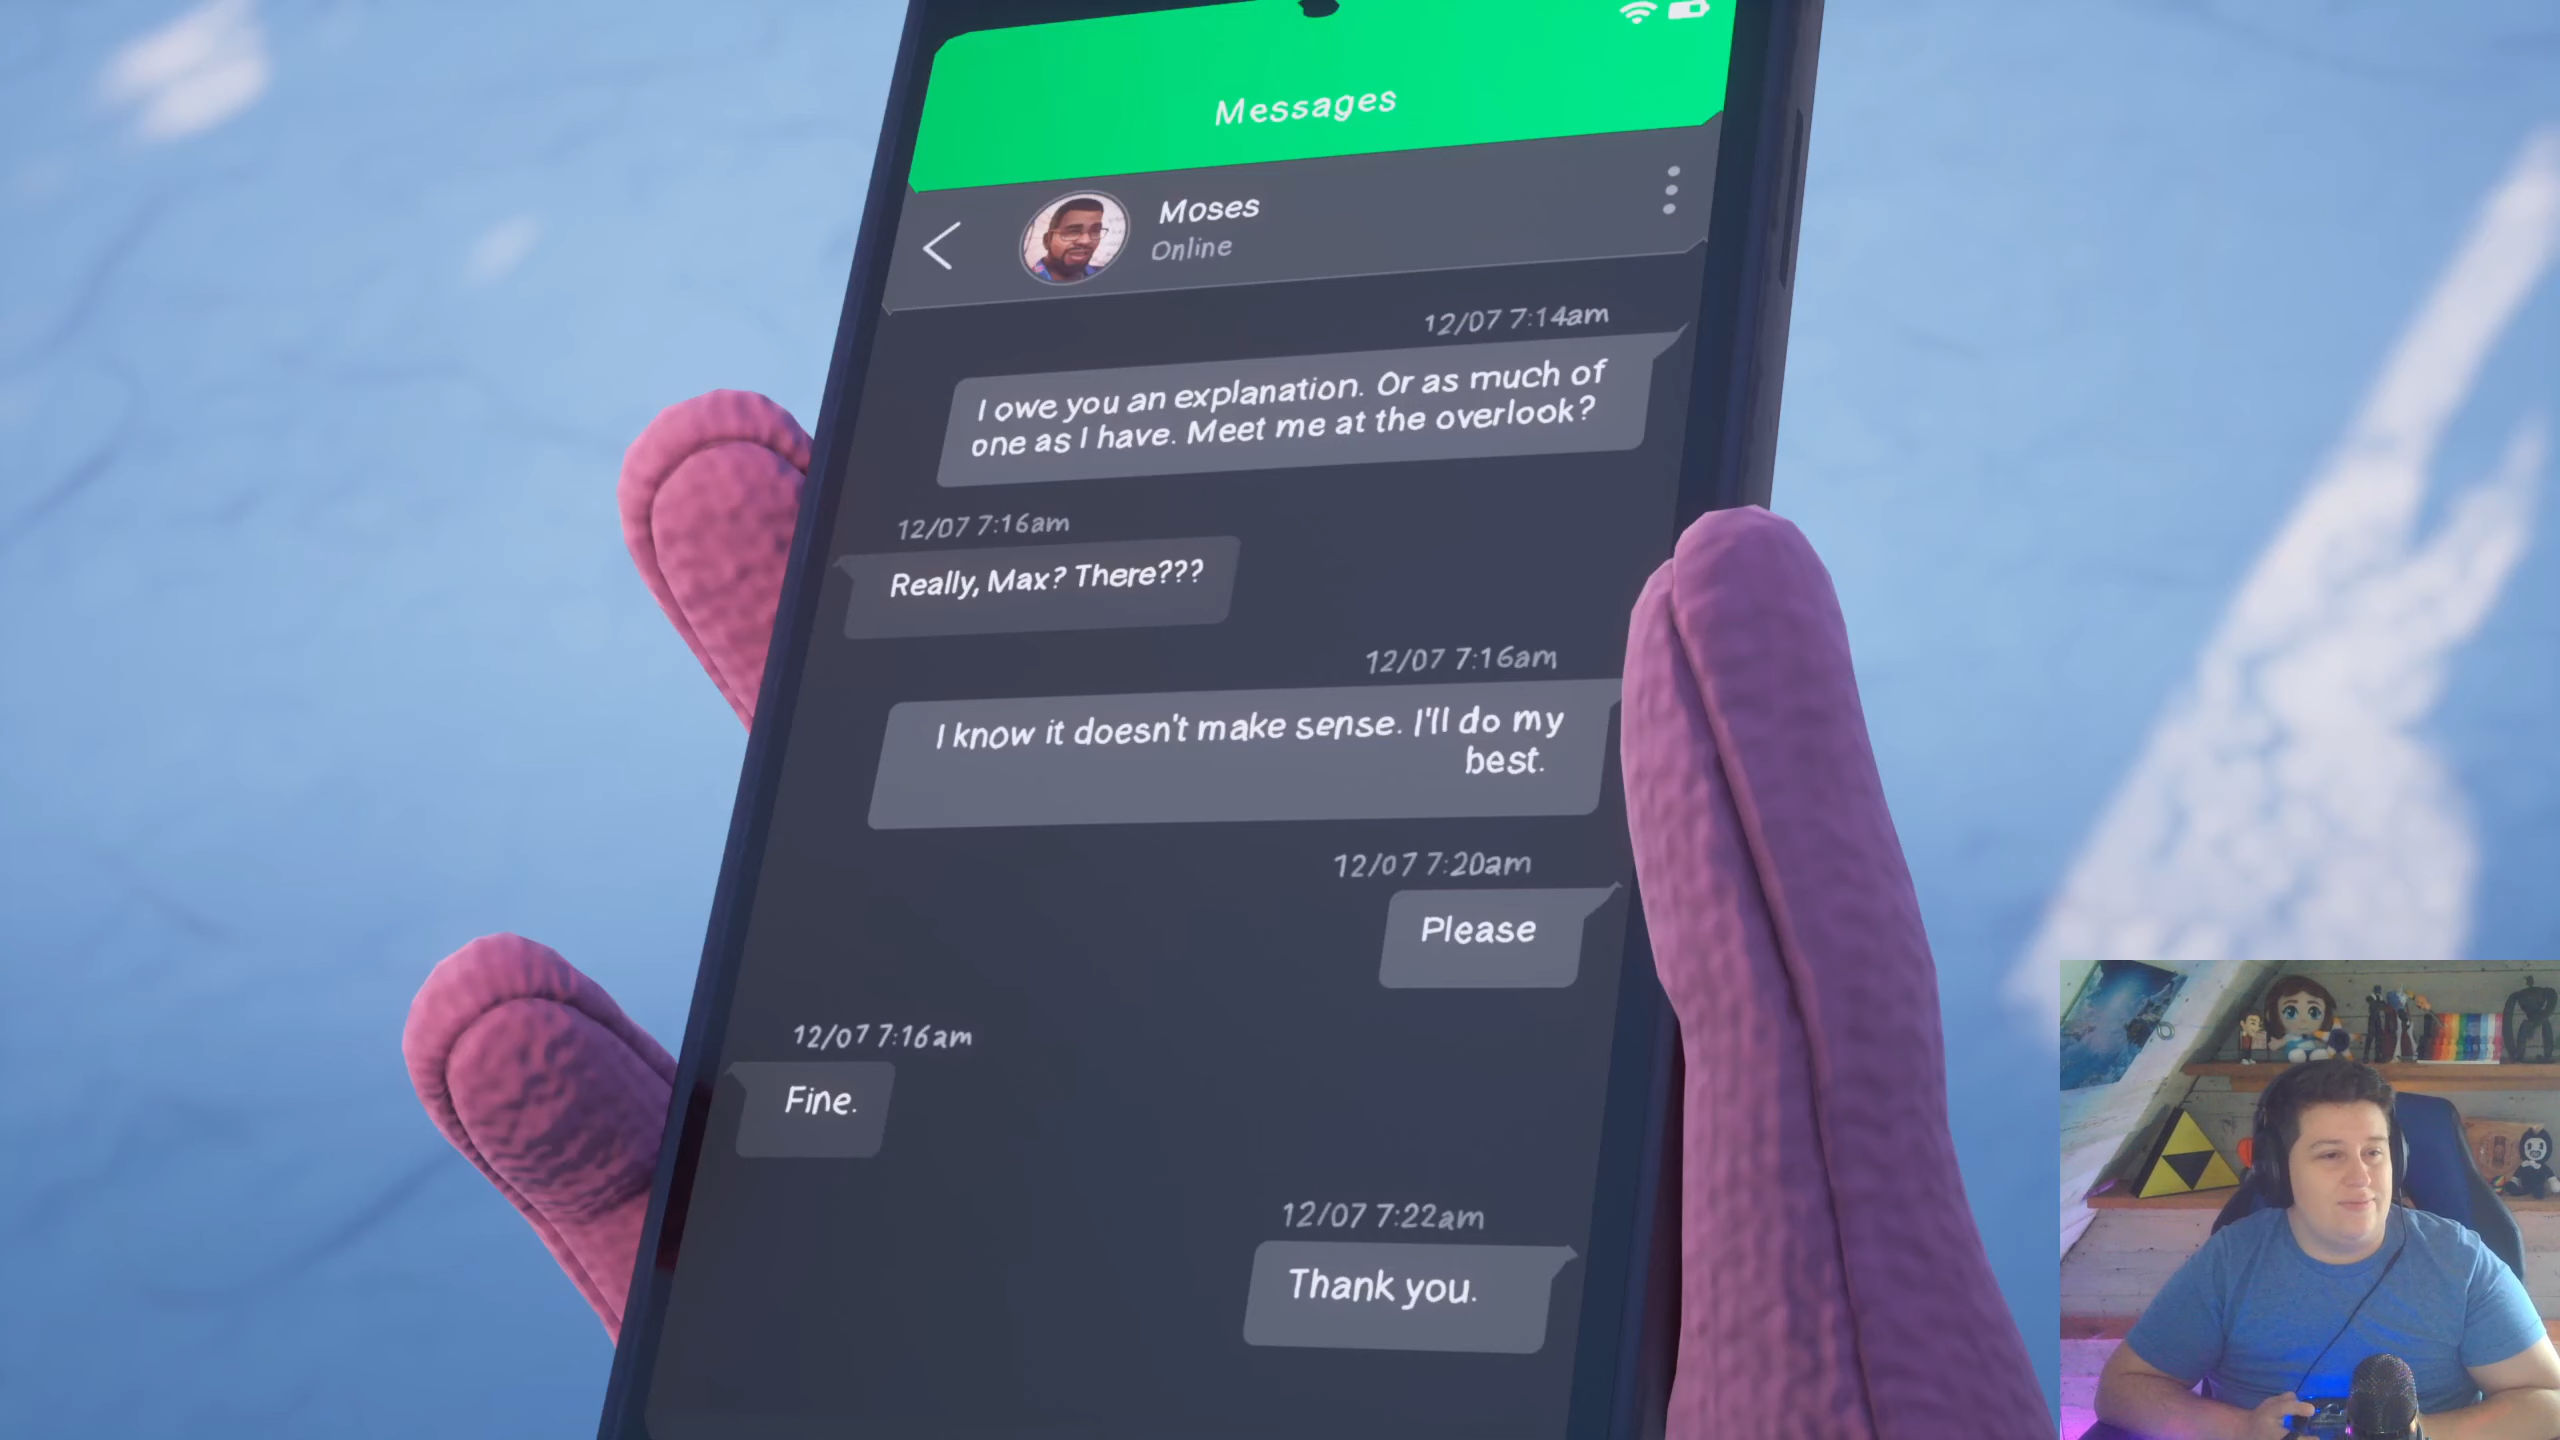 Messages
Moses
Online
12/07 7:14am
I owe you an explanation. Or as much of
one as I have. Meet me at the overlook?
12/07 7:16am
Really, Max? There???
12/07 7:16am
I know it doesn't make sense. I'll do my
best.
12/07 7:20am
Please
12/07 7:16am
Fine.
12/07 7:22am
Thank you.